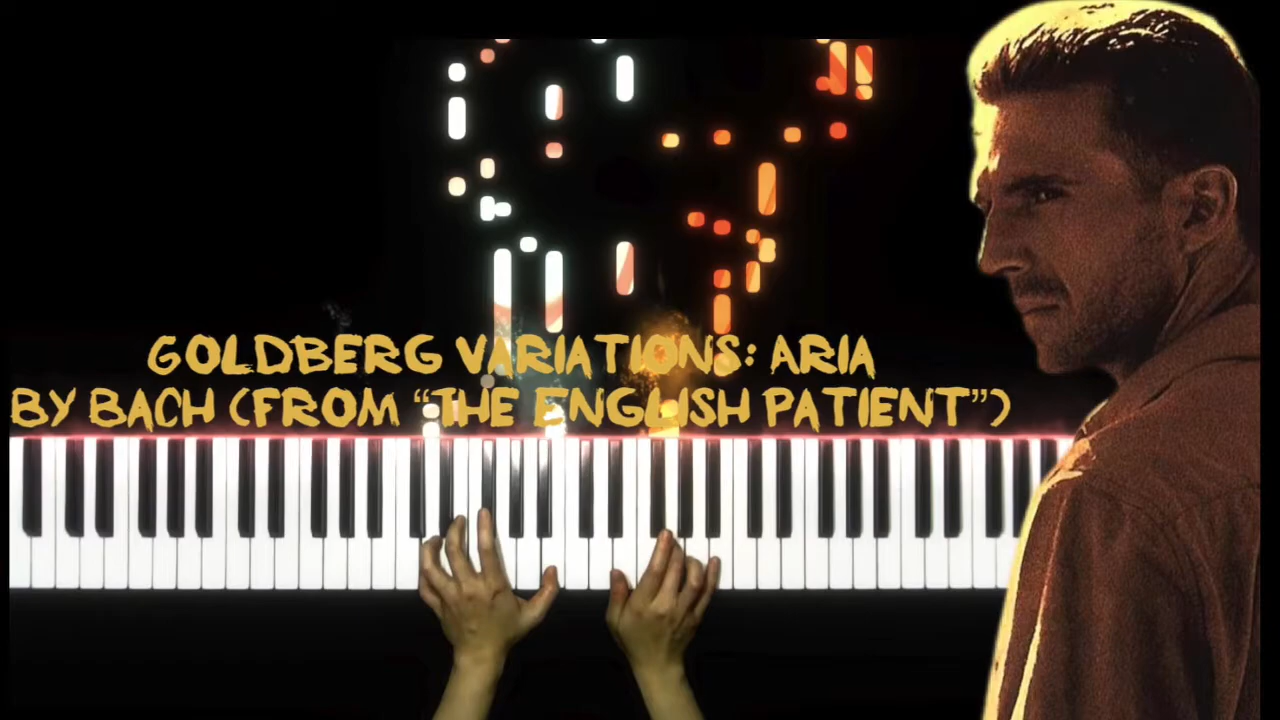 GOLDBERG VARIATIONS: ARIA
BY BACH (FROM “THE ENGLISH PATIENT”)